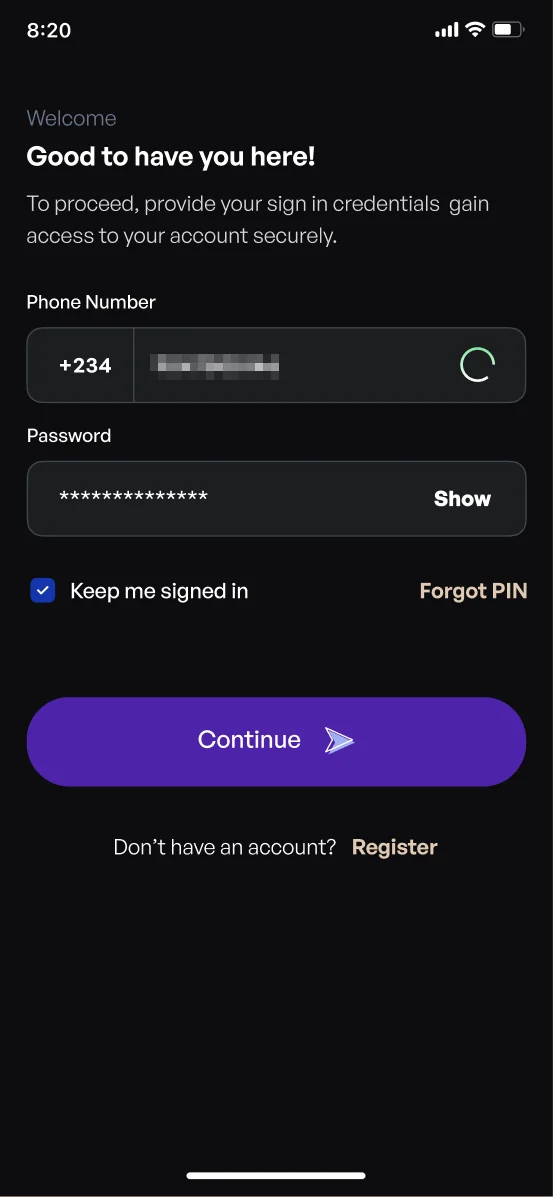 8:20
Welcome
Good to have you here!
To proceed, provide your sign in credentials  gain
access to your account securely.
Phone Number
+234
Password
************** Show
Keep me signed in Forgot PIN
Continue
Don't have an account? Register